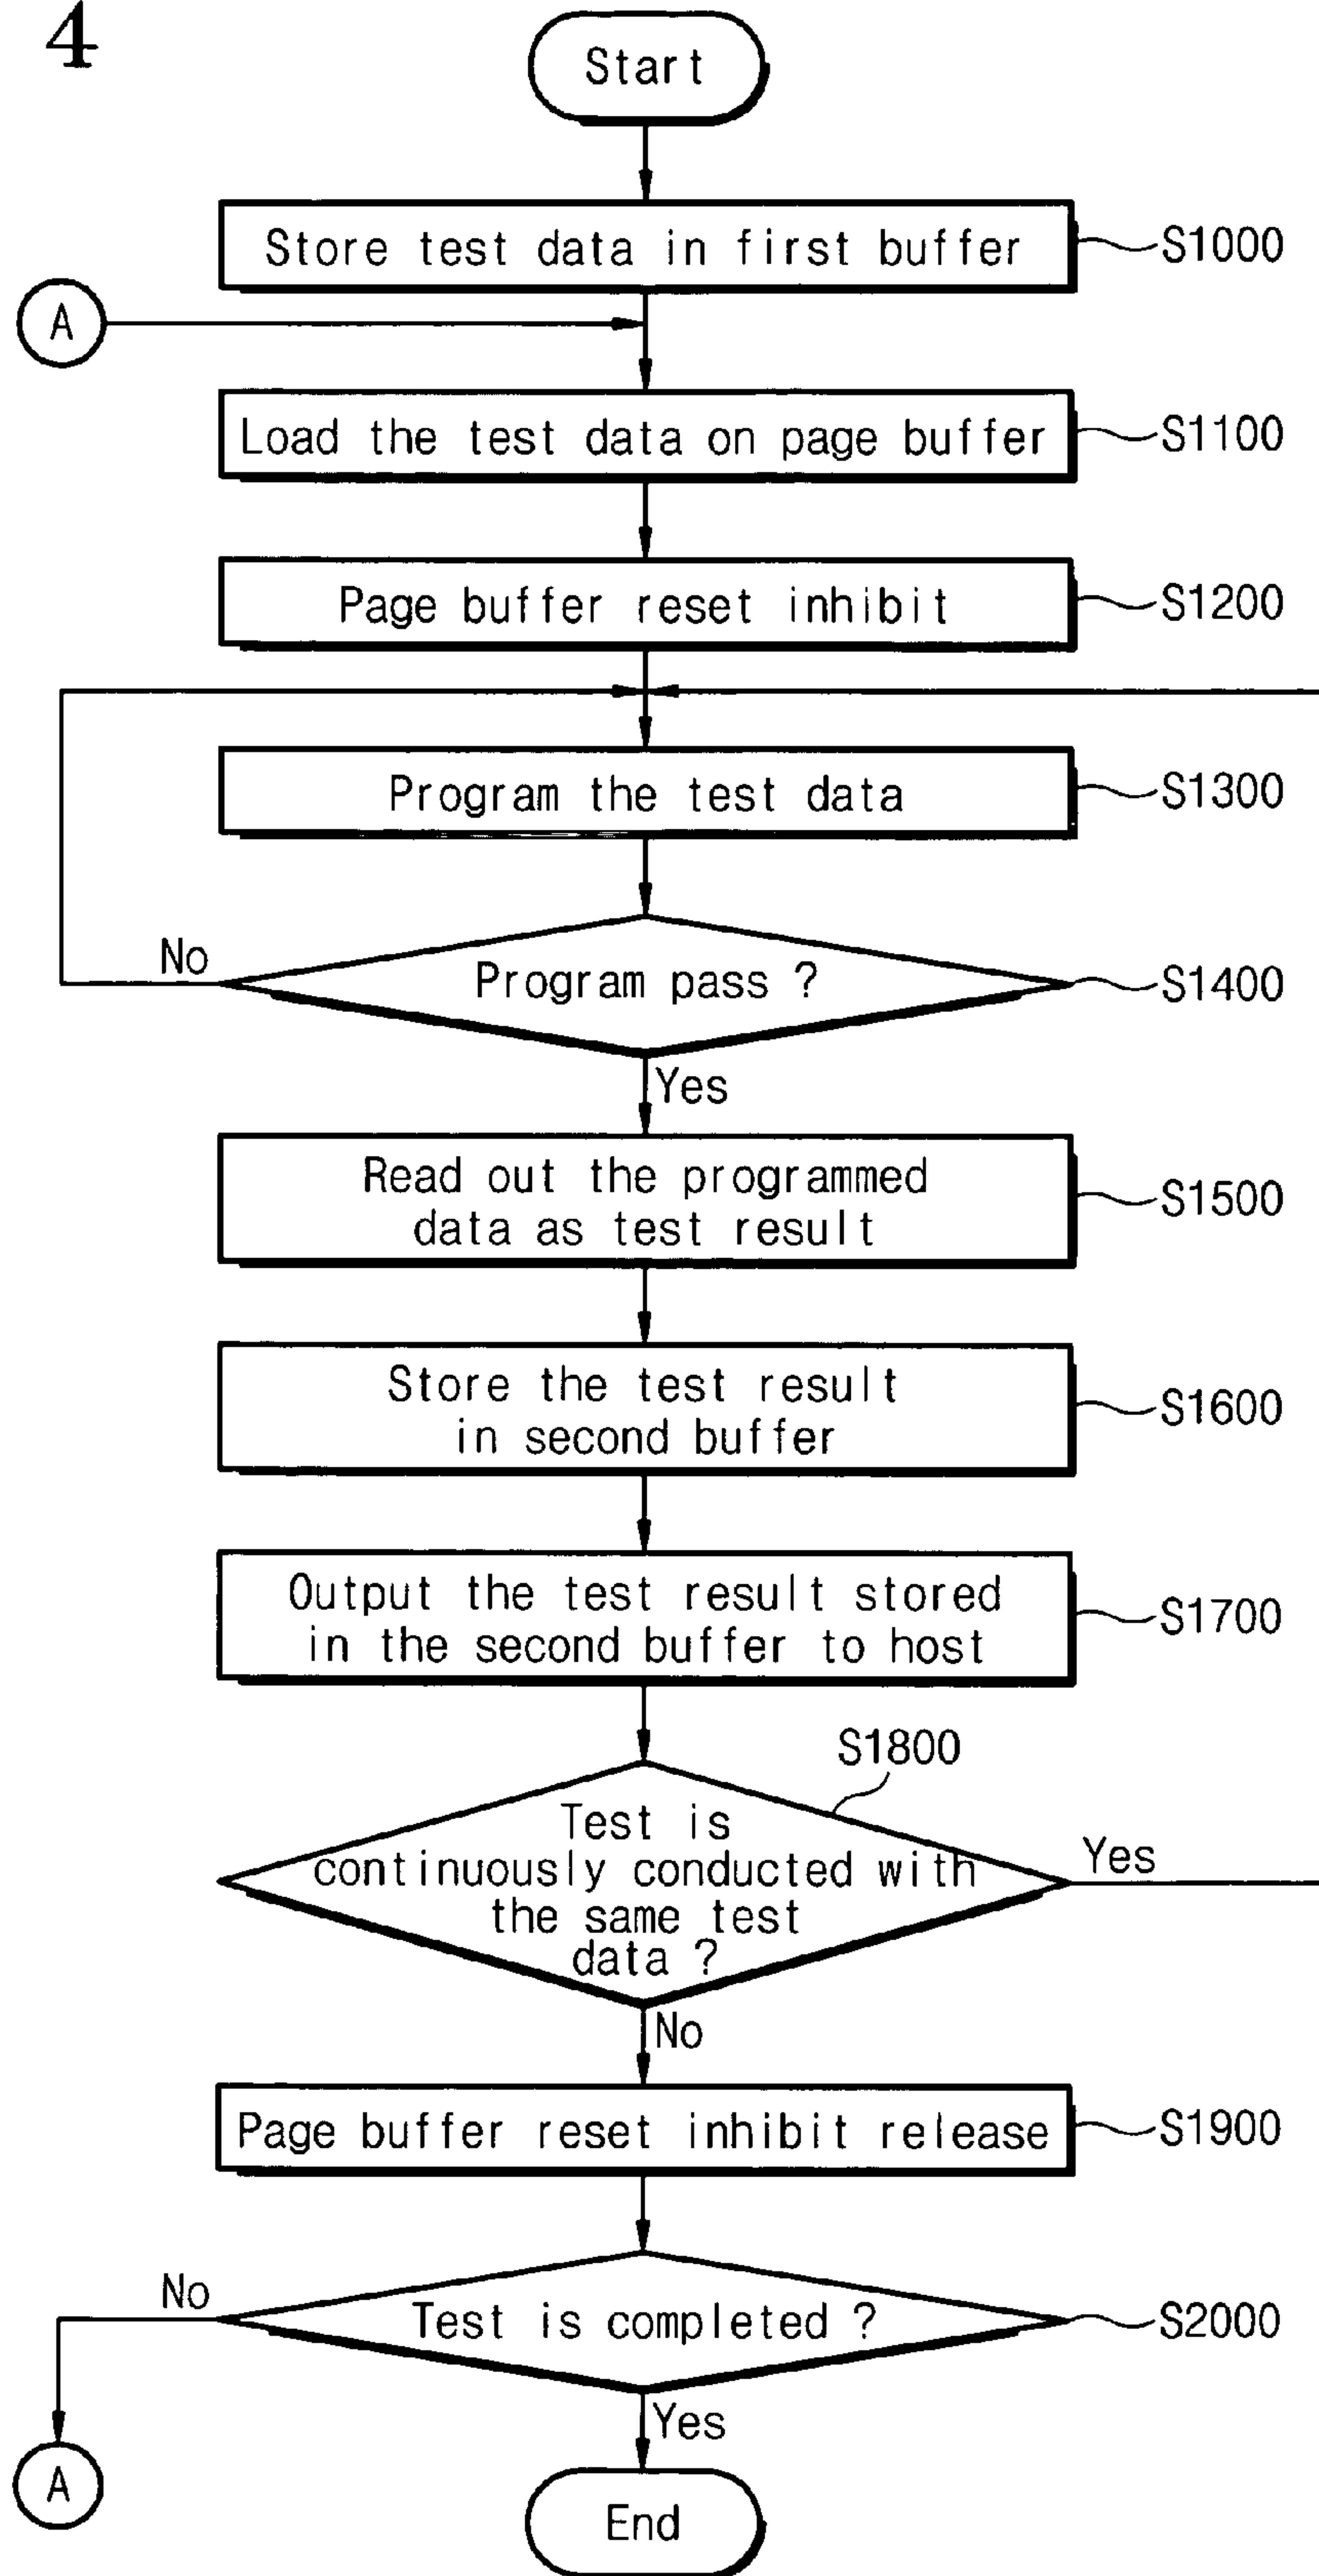 4
Start
Store test data in first buffer
S1000
A
Load the test data on page buffer
S1100
Page buffer reset inhibit
S1200
Program the test data
S1300
No
Program pass ?
S1400
Yes
Read out the programmed
data as test result
S1500
Store the test result
in second buffer
S1600
Output the test result stored
in the second buffer to host
S1700
S1800
Test is
continuously conducted with
the same test
data ?
Yes
No
Page buffer reset inhibit release
S1900
No
Test is completed ?
S2000
Yes
A
End